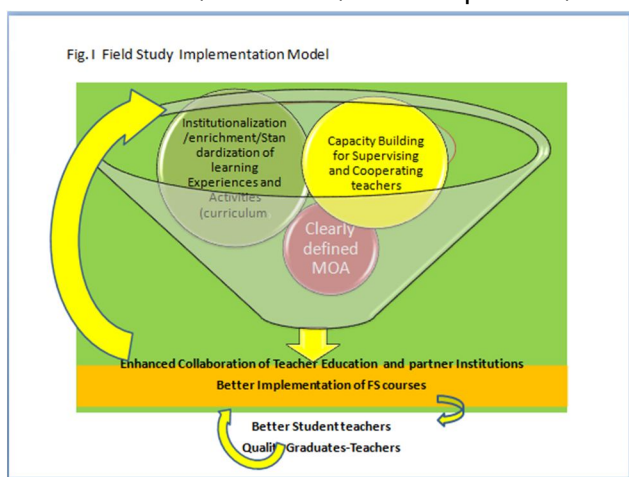 Fig. I Field Study Implementation Model
Institutionalization
/enrichment/Stan
dardization of
learning
Experiences and
Activities
(curriculum
Capacity Building
for Supervising
and Cooperating
teachers
Clearly
defined
MOA
Enhanced Collaboration of Teacher Education and partner Institutions
Better Implementation of FS courses
Better Student teachers
Quality Graduates-Teachers